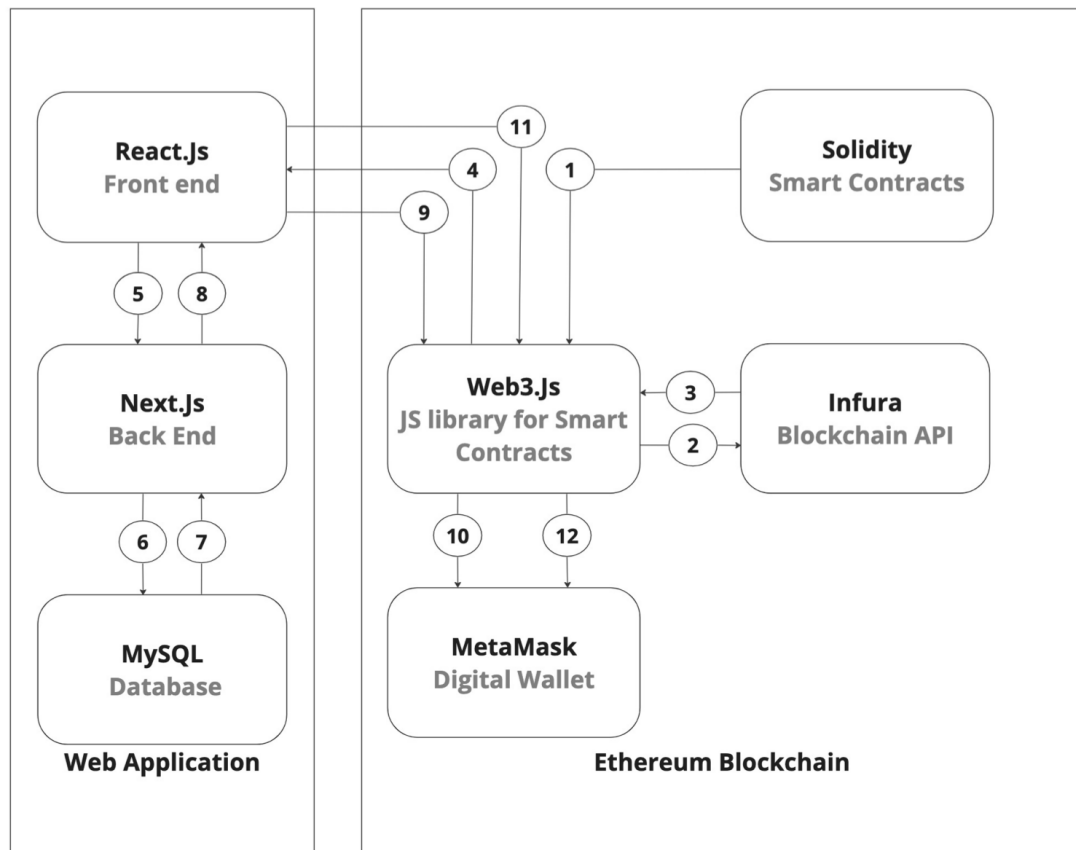 React.Js
Front end
11
4
1
9
Solidity
Smart Contracts
5
8
Next.Js
Back End
Web3.Js
JS library for Smart
Contracts
3
2
Infura
Blockchain API
6
7
10
12
MySQL
Database
MetaMask
Digital Wallet
Web Application
Ethereum Blockchain